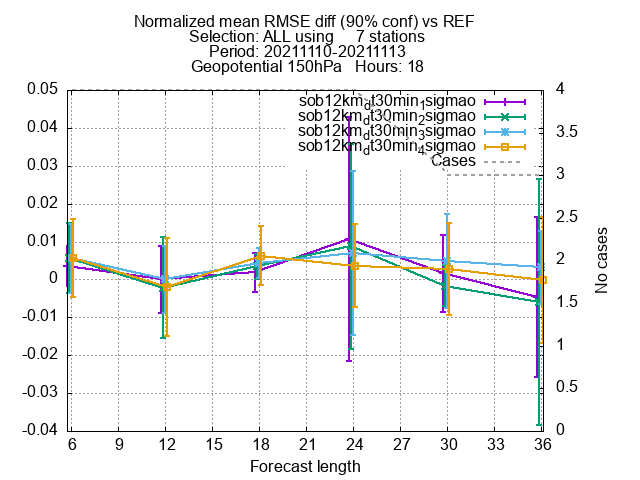 Normalized mean RMSE diff (90% conf) vs REF
Selection: ALL using 7 stations
Period: 20211110-20211113
Geopotential 150hPa Hours: 18
0.05
0.04
0.03
0.02
0.01
0
-0.01
-0.02
-0.03
-0.04
4
3.5
3
2.5
2
1.5
1
0.5
0
No cases
sob12km_dt30min_1sigmao
sob12km_dt30min_2sigmao
sob12km_dt30min_3sigmao
sob12km_dt30min_4sigmao
Cases
6 9 12 15 18 21 24 27 30 33 36
Forecast length